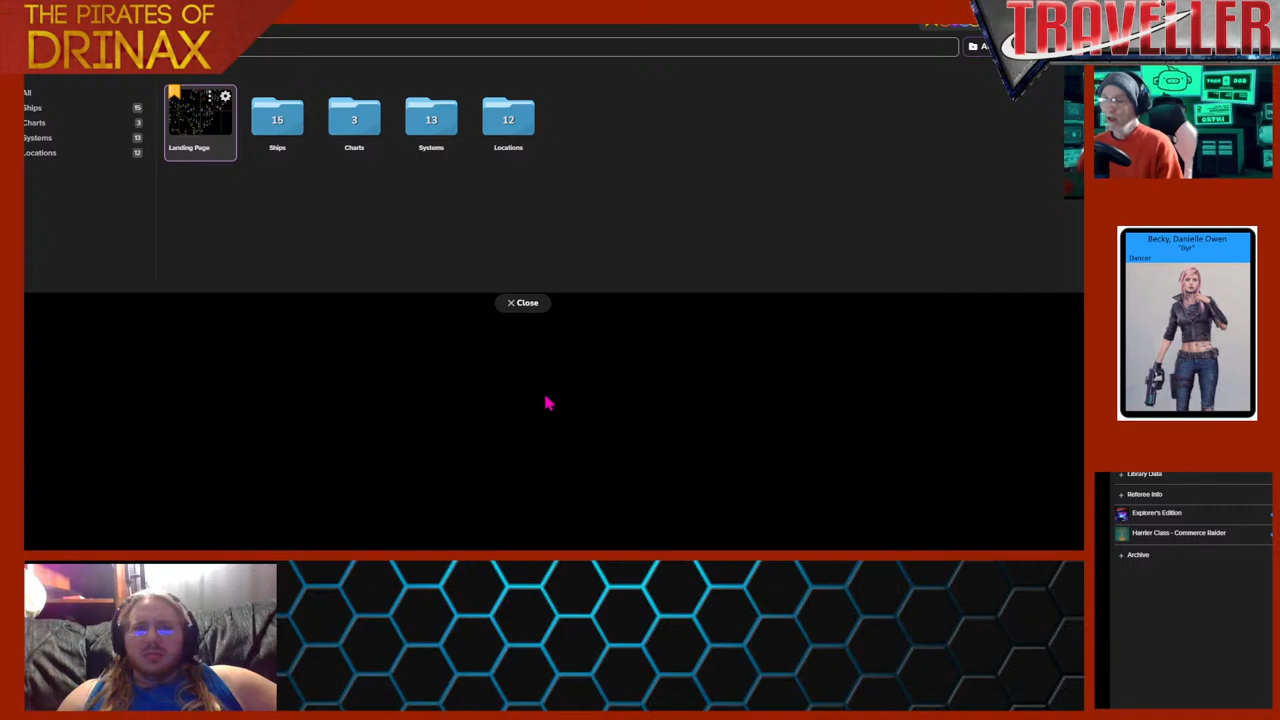 THE PIRATES OF
DRINAX
TRAVELLER
All
Ships 15
Charts 3
Systems 13
Locations 12
Landing Page
15
Ships
3
Charts
13
Systems
12
Locations
Close
Becky, Danielle Owen
"Gyr"
Dancer
Library Data
Referee Info
Explorer's Edition
Harrier Class - Commerce Raider
Archive